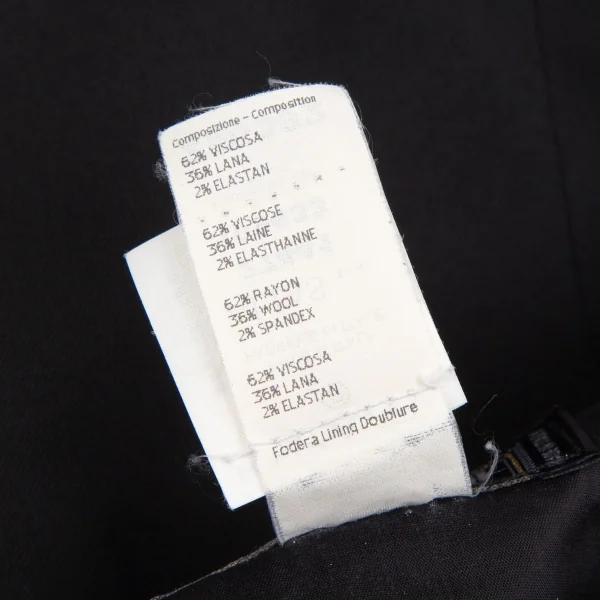 Composizione - Composition
62% VISCOSA
36% LANA
2% ELASTAN
62% VISCOSE
36% LAINE
2% ELASTHANNE
62% RAYON
36% WOOL
2% SPANDEX
62% VISCOSA
36% LANA
2% ELASTAN
Fodera Lining Doublure